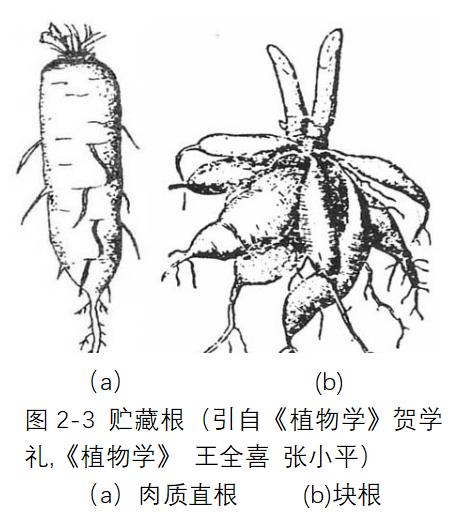 （a） (b)
图 2-3 贮藏根（引自《植物学》贺学
礼,《植物学》 王全喜 张小平）
（a）肉质直根 (b)块根